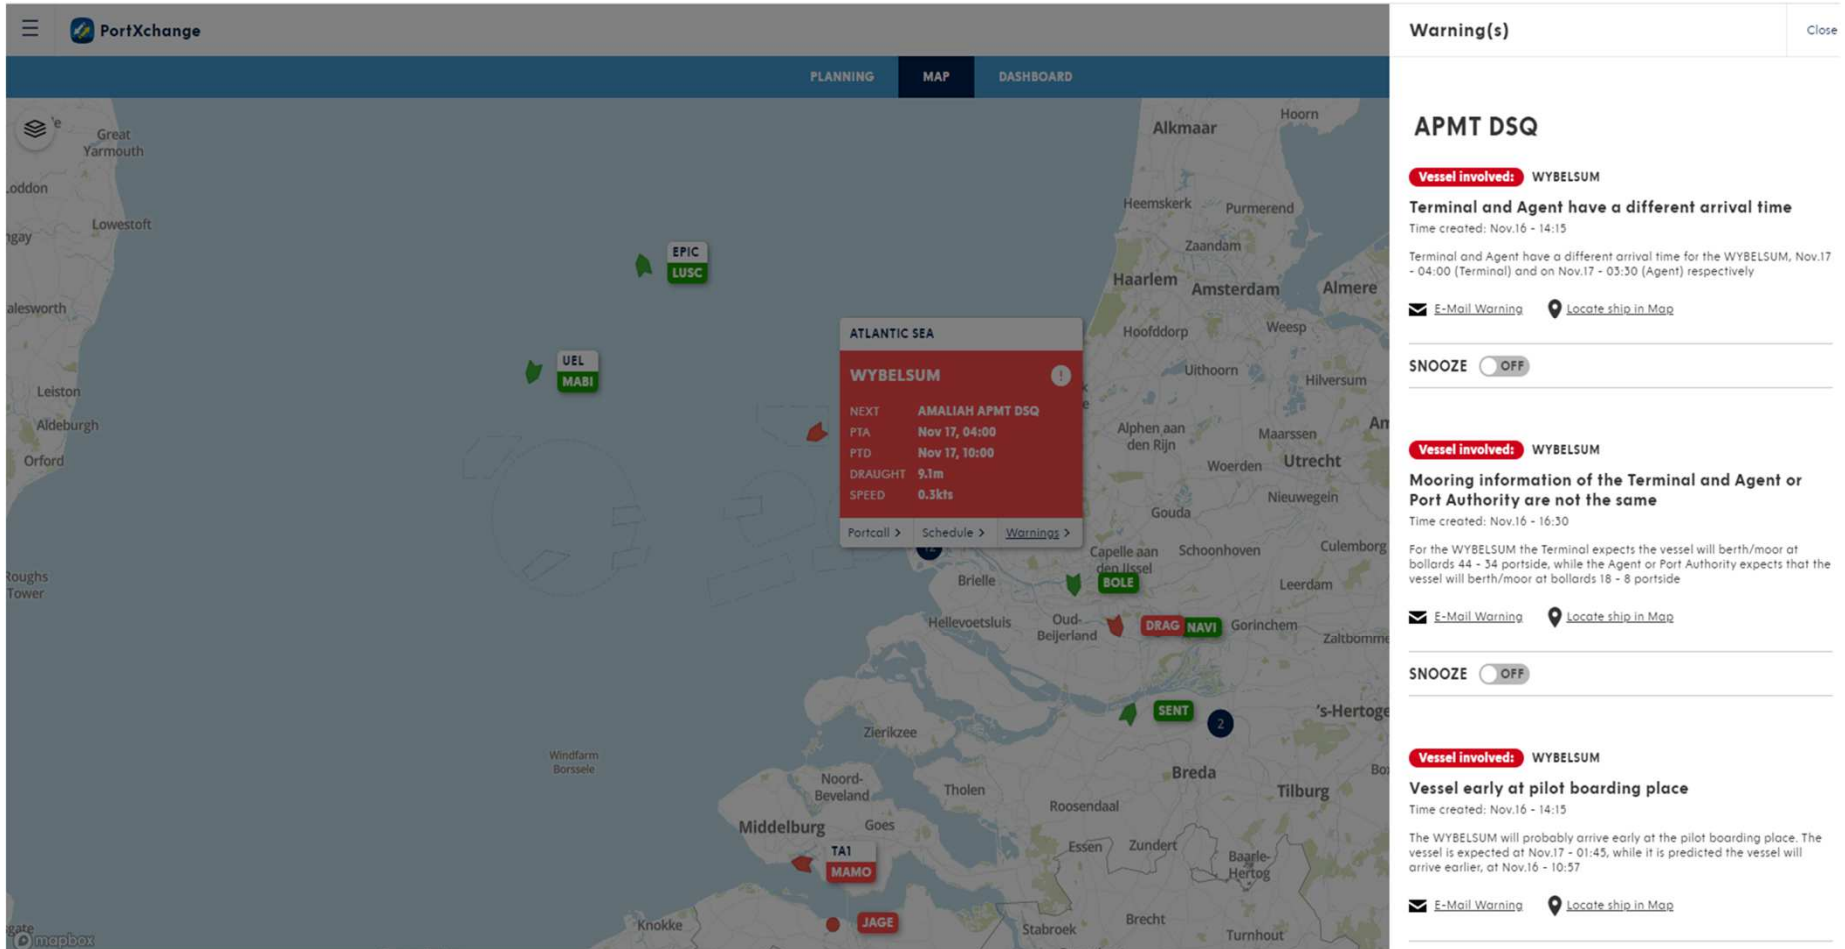 PortXchange
Warning(s)
Close
PLANNING
MAP
DASHBOARD
Great
Yarmouth
Lowestoft
Leiston
Aldeburgh
Orford
Tower
EPIC
LUSC
UEL
MABI
Alkmaar
Hoorn
Heemskerk
Purmerend
Zaandam
Haarlem
Amsterdam
Almere
Hoofddorp
Weesp
Uithoorn
Hilversum
Alphen aan
den Rijn
Maarssen
Woerden
Utrecht
Nieuwegein
Gouda
Capelle aan
den IJssel
Schoonhoven
Culemborg
Leerdam
Brielle
Hellevoetsluis
Oud-
Beijerland
Gorinchem
ATLANTIC SEA
WYBELSUM
!
NEXT AMALIAH APMT DSQ
PTA Nov 17, 04:00
PTD Nov 17, 10:00
DRAUGHT 9.1m
SPEED 0.3kts
Portcall >
Schedule >
Warnings >
BOLE
DRAG
NAVI
SENT
2
Zierikzee
Windfarm
Borssele
Noord-
Beveland
Tholen
Breda
Tilburg
Roosendaal
Middelburg
Goes
TA1
MAMO
Essen
Zundert
Baarle-
Hertog
JAGE
Knokke
Stabroek
Brecht
Turnhout
mapbox
APMT DSQ
Vessel involved: WYBELSUM
Terminal and Agent have a different arrival time
Time created: Nov.16 - 14:15
Terminal and Agent have a different arrival time for the WYBELSUM, Nov.17
- 04:00 (Terminal) and on Nov.17 - 03:30 (Agent) respectively
E-Mail Warning
Locate ship in Map
SNOOZE OFF
Vessel involved: WYBELSUM
Mooring information of the Terminal and Agent or
Port Authority are not the same
Time created: Nov.16 - 16:30
For the WYBELSUM the Terminal expects the vessel will berth/moor at
bollards 44 - 34 portside, while the Agent or Port Authority expects that the
vessel will berth/moor at bollards 18 - 8 portside
E-Mail Warning
Locate ship in Map
SNOOZE OFF
Vessel involved: WYBELSUM
Vessel early at pilot boarding place
Time created: Nov.16 - 14:15
The WYBELSUM will probably arrive early at the pilot boarding place. The
vessel is expected at Nov.17 - 01:45, while it is predicted the vessel will
arrive earlier, at Nov.16 - 10:57
E-Mail Warning
Locate ship in Map